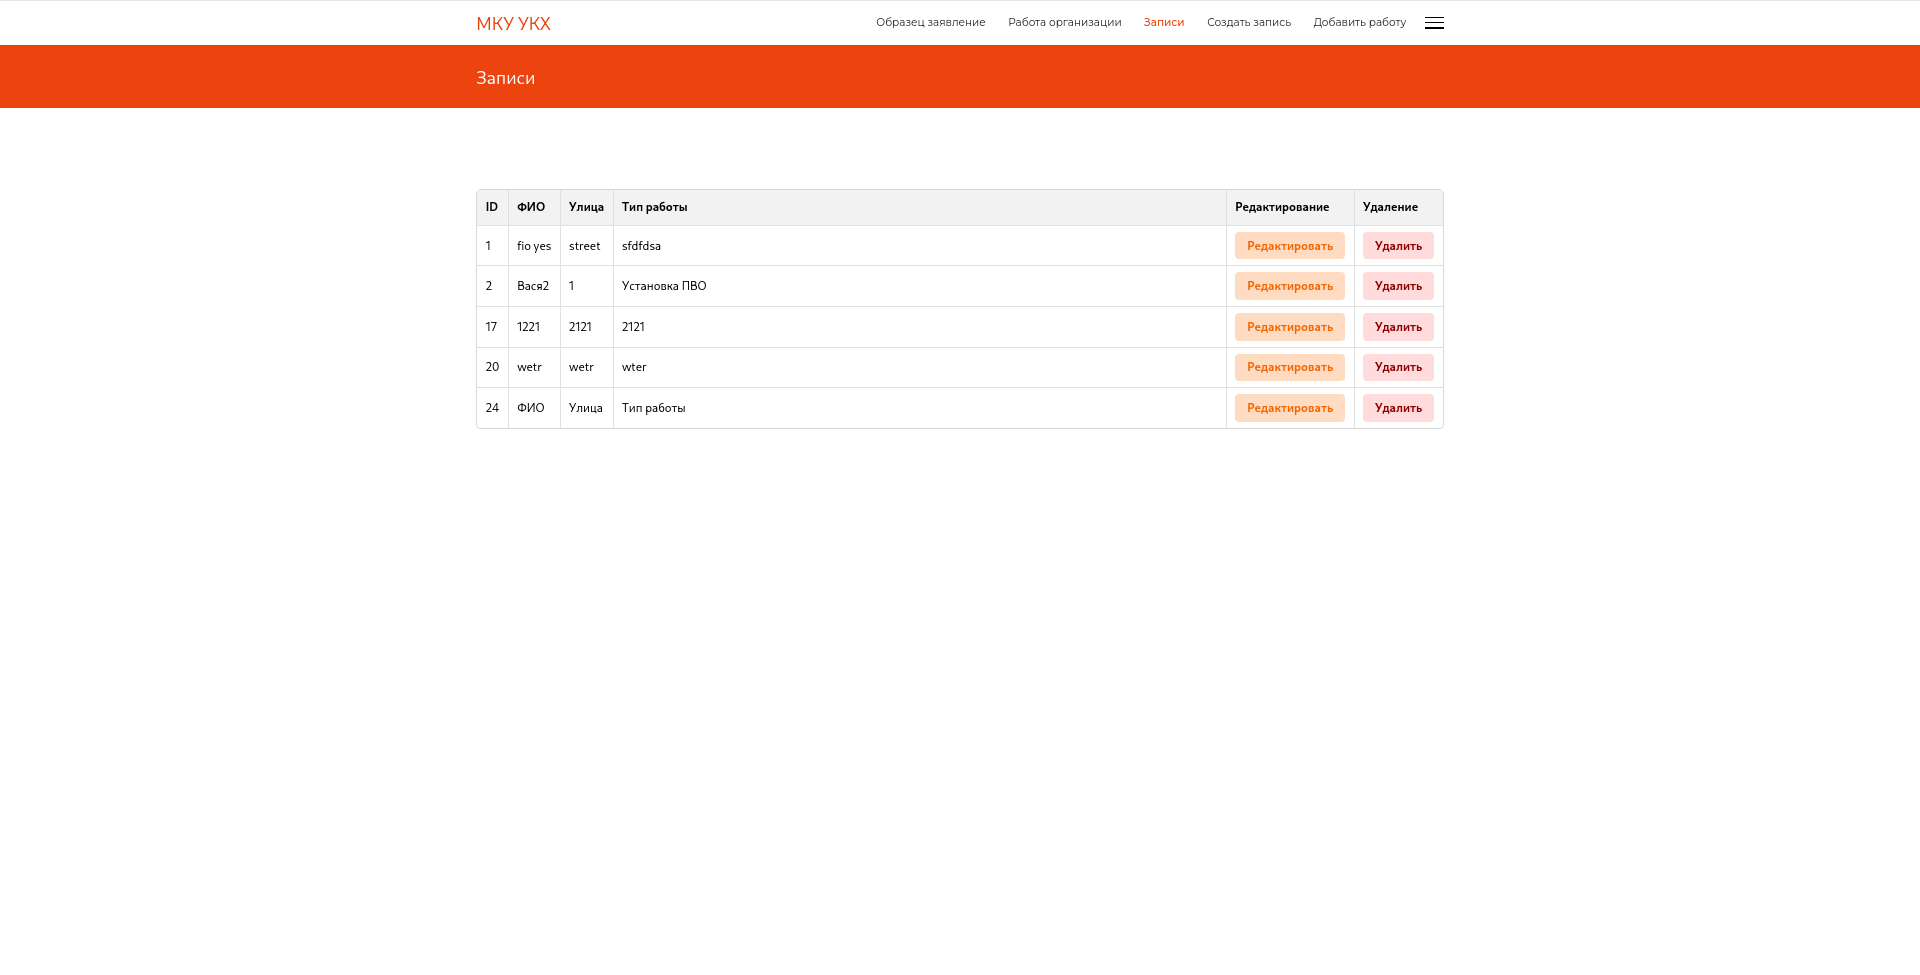 МКУ УКХ
Образец заявление Работа организации Записи Создать запись Добавить работу
Записи
ID ФИО Улица Тип работы Редактирование Удаление
1 fio yes street sfdfdsa Редактировать Удалить
2 Вася2 1 Установка ПВО Редактировать Удалить
17 1221 2121 2121 Редактировать Удалить
20 wetr wetr wter Редактировать Удалить
24 ФИО Улица Тип работы Редактировать Удалить